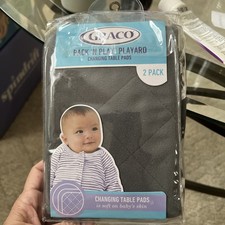 GRACO
PACK 'N PLAY PLAYARD
CHANGING TABLE PADS
2 PACK
CHANGING TABLE PADS
is soft on baby's skin